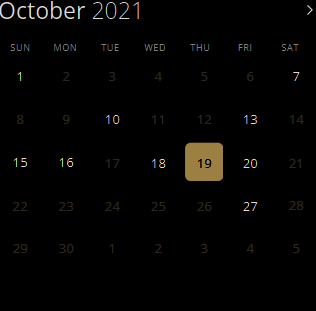 October 2021
SUN MON TUE WED THU FRI SAT
1 2 3 4 5 6 7
8 9 10 11 12 13 14
15 16 17 18 19 20 21
22 23 24 25 26 27 28
29 30 1 2 3 4 5